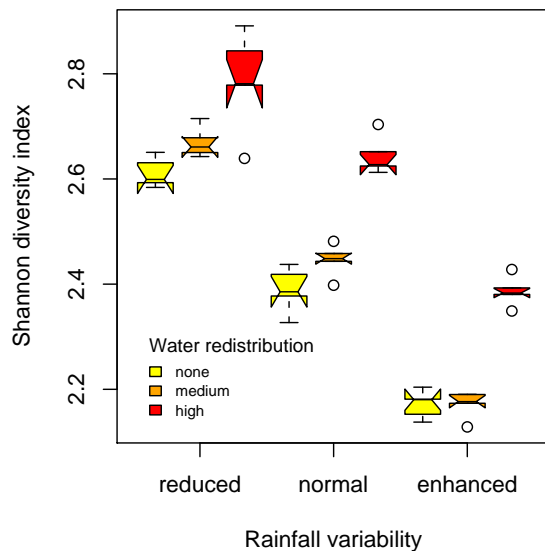 Shannon diversity index
2.8
2.6
2.4
2.2
Water redistribution
none
medium
high
reduced normal enhanced
Rainfall variability